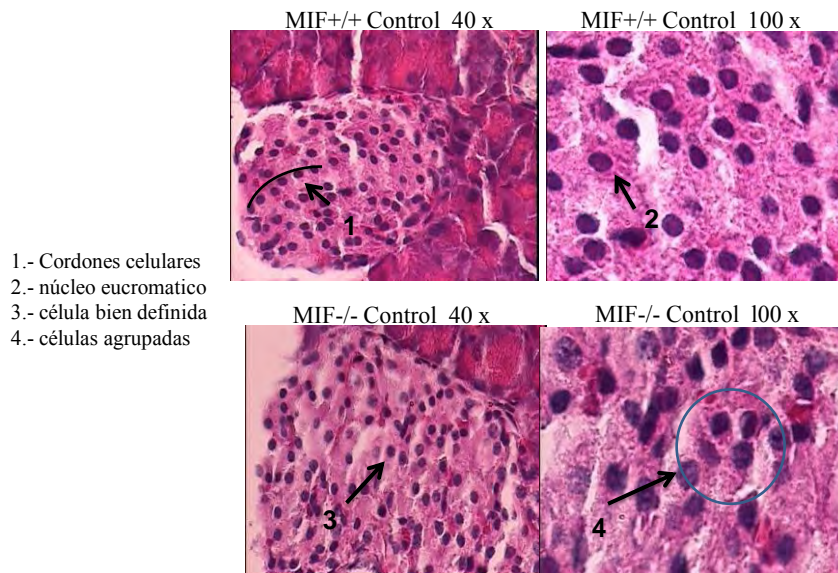 MIF+/+ Control 40 x
MIF+/+ Control 100 x
1
2
1.- Cordones celulares
2.- núcleo eucromatico
3.- célula bien definida
4.- células agrupadas
MIF-/- Control 40 x
MIF-/- Control 100 x
3
4